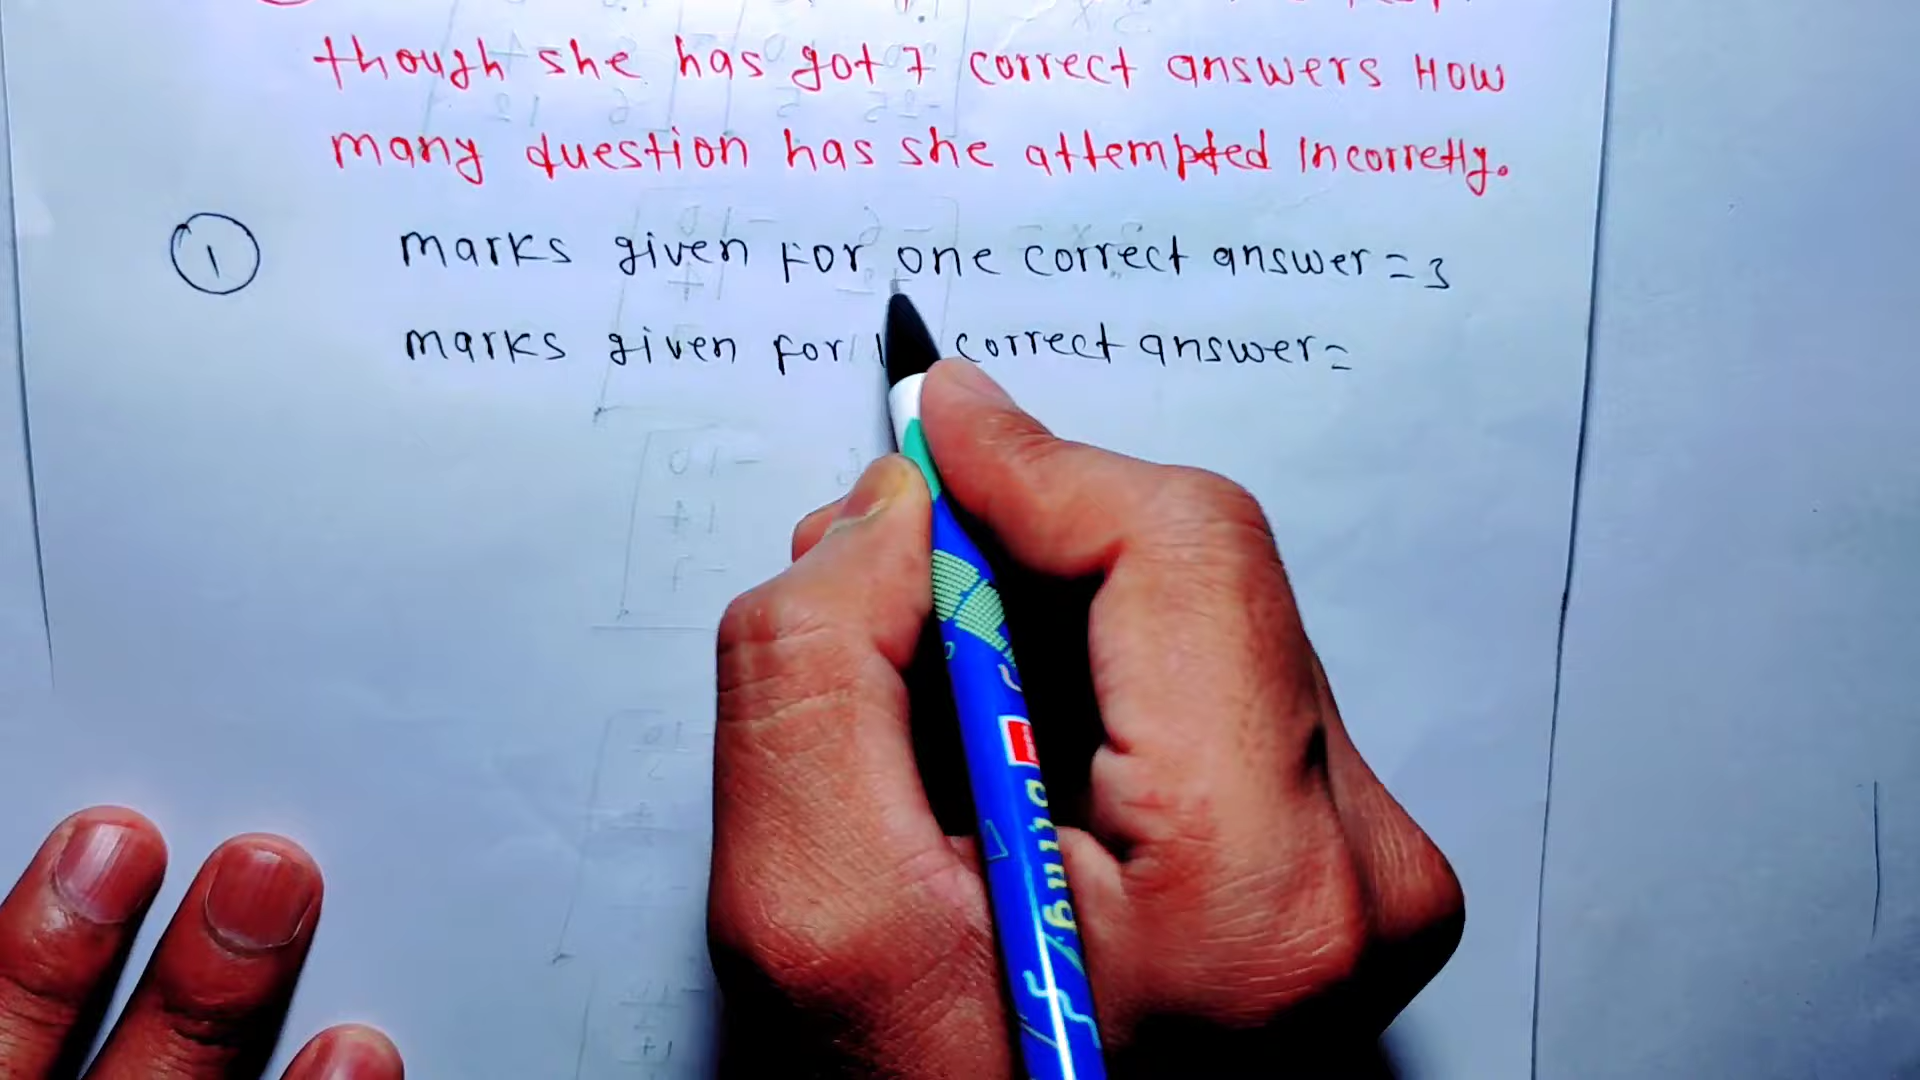 though she has got 7 correct answers How
many question has she attempted Incorretly.
1 marks given For one correct answer = 3
marks given for correct answer =